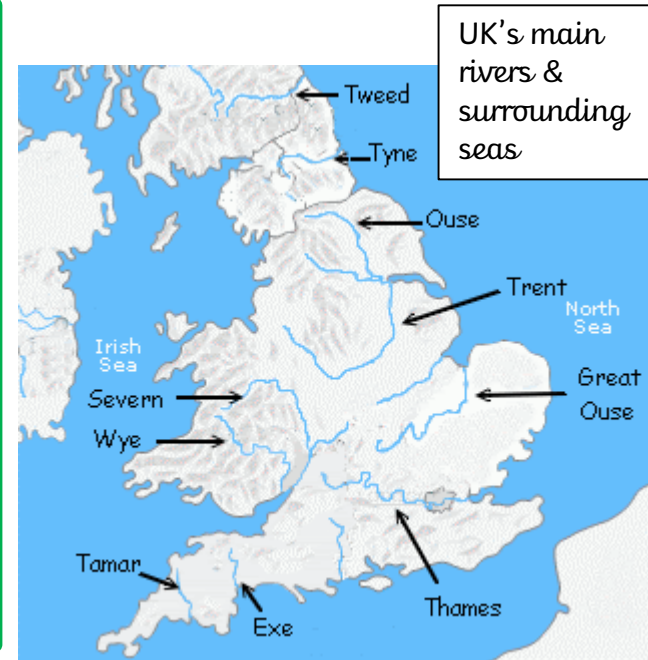 UK's main
rivers &
surrounding
seas
Tweed
Tyne
Ouse
Trent
North
Sea
Irish
Sea
Great
Ouse
Severn
Wye
Tamar
Exe
Thames